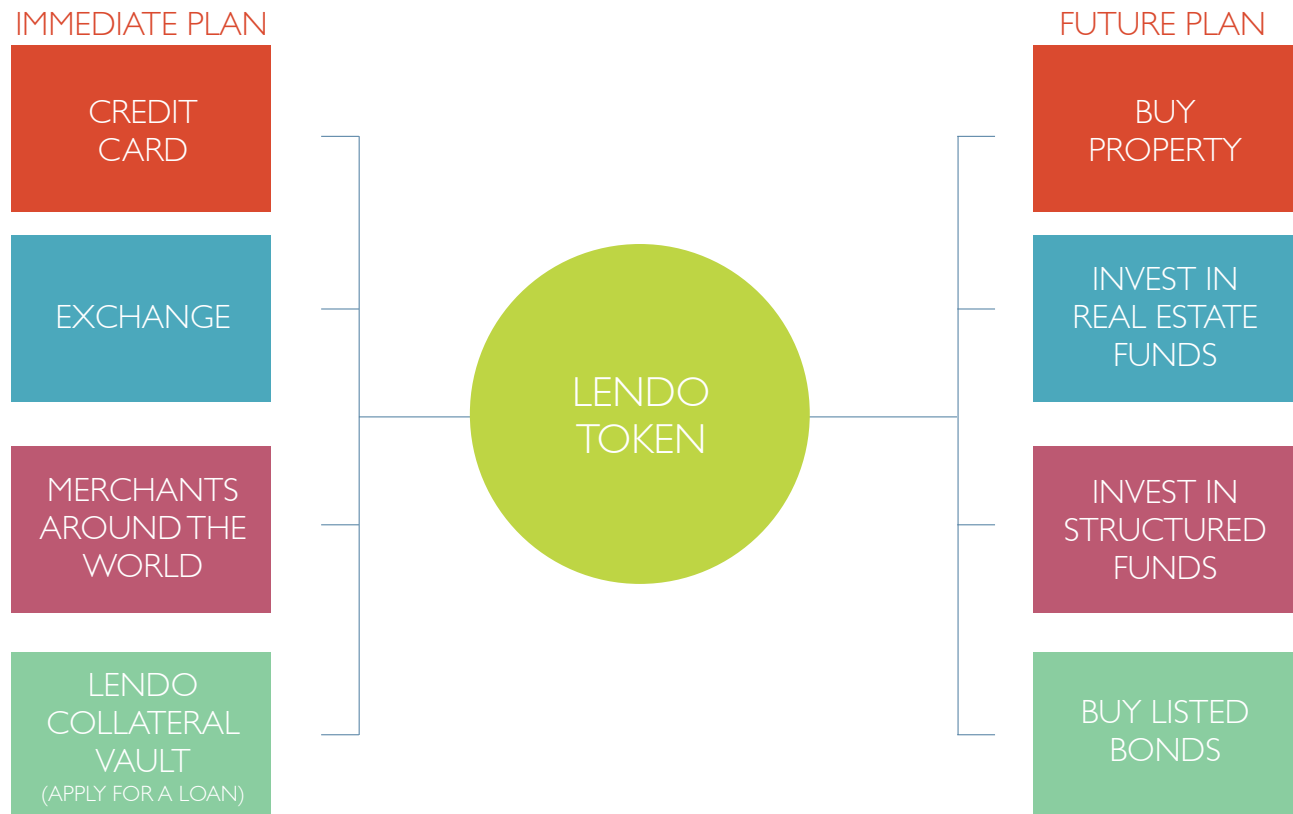 IMMEDIATE PLAN
CREDIT
CARD
EXCHANGE
MERCHANTS
AROUND THE
WORLD
LENDO
COLLATERAL
VAULT
(APPLY FOR A LOAN)
LENDO
TOKEN
FUTURE PLAN
BUY
PROPERTY
INVEST IN
REAL ESTATE
FUNDS
INVEST IN
STRUCTURED
FUNDS
BUY LISTED
BONDS